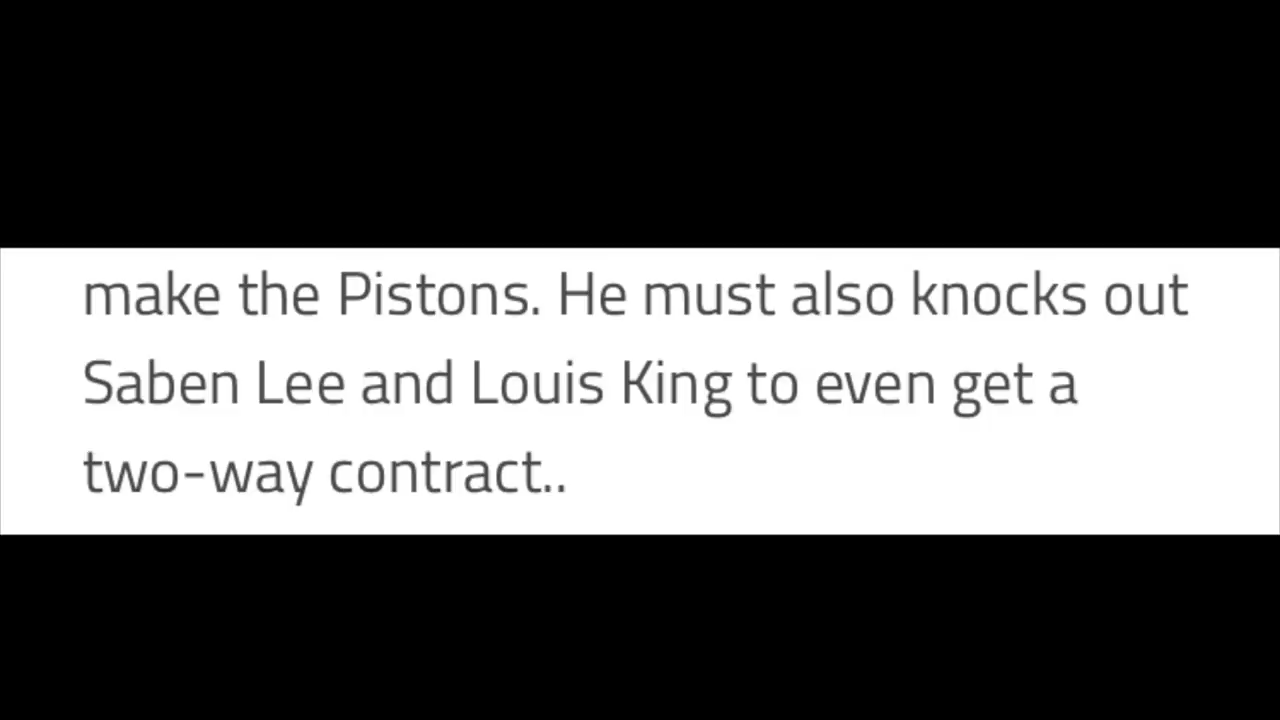 make the Pistons. He must also knocks out
Saben Lee and Louis King to even get a
two-way contract..